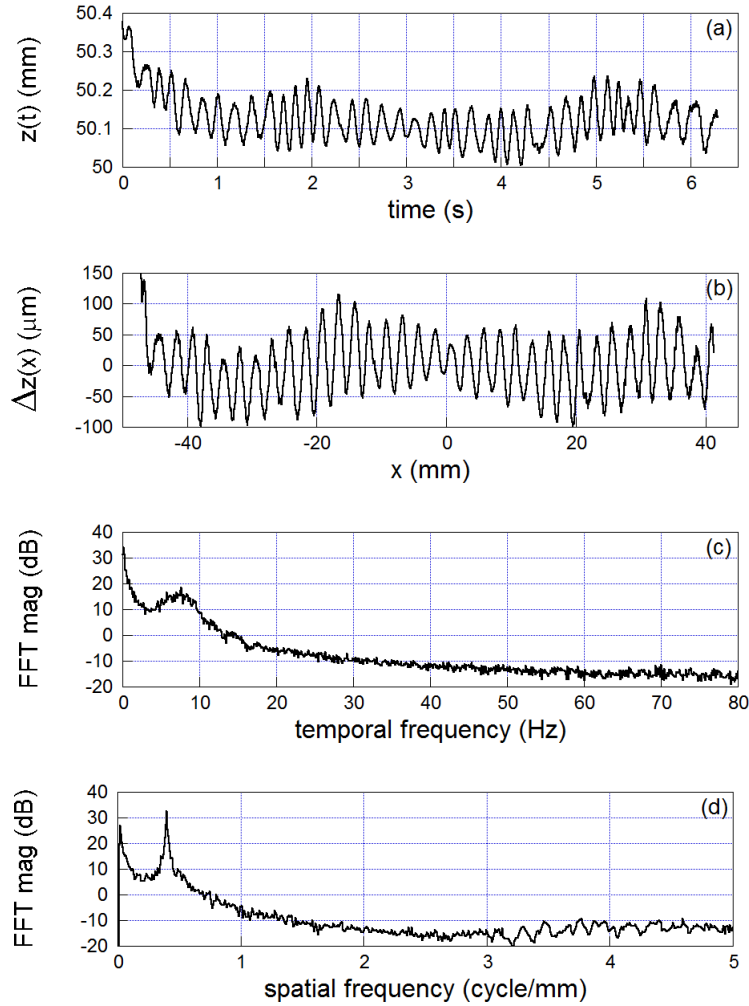 50.4
50.3
50.2
50.1
50
z(t) (mm)
(a)
0 1 2 3 4 5 6
time (s)
150
100
50
0
-50
-100
Δz(x) (μm)
(b)
-40 -20 0 20 40
x (mm)
40
30
20
10
0
-10
-20
FFT mag (dB)
(c)
0 10 20 30 40 50 60 70 80
temporal frequency (Hz)
40
30
20
10
0
-10
-20
FFT mag (dB)
(d)
0 1 2 3 4 5
spatial frequency (cycle/mm)